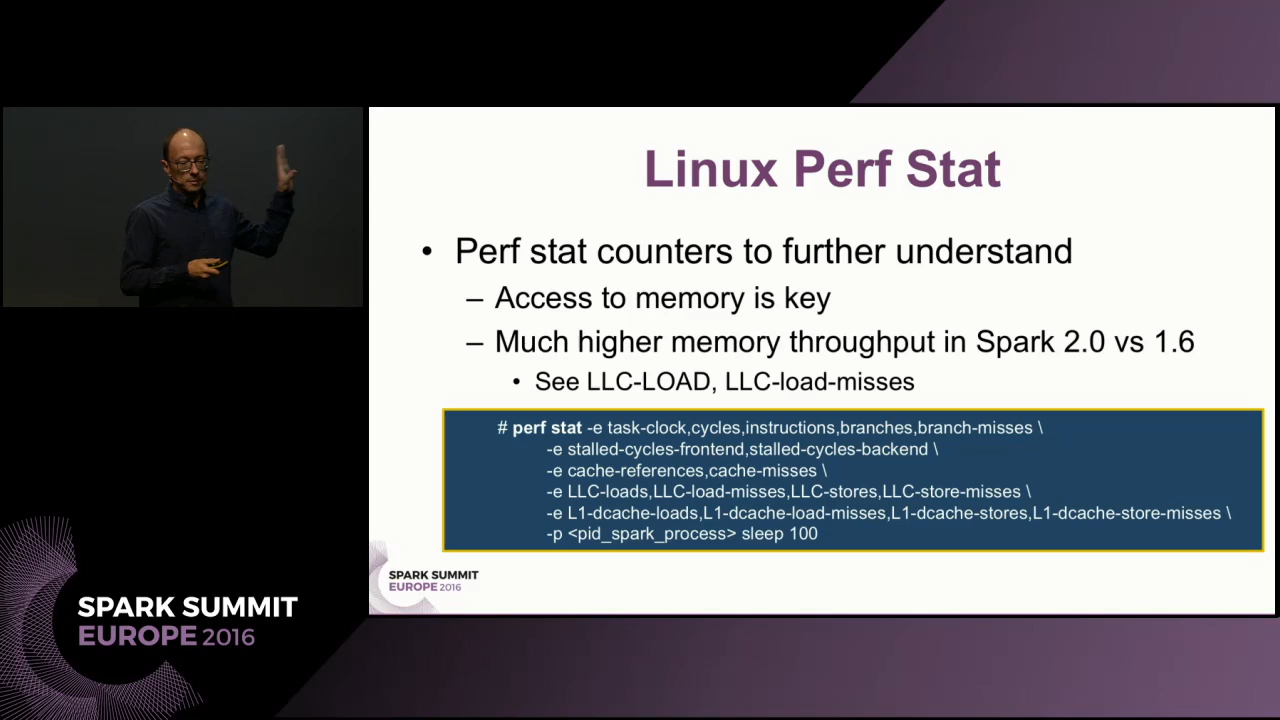 Linux Perf Stat
• Perf stat counters to further understand
– Access to memory is key
– Much higher memory throughput in Spark 2.0 vs 1.6
• See LLC-LOAD, LLC-load-misses
# perf stat -e task-clock,cycles,instructions,branches,branch-misses \
-e stalled-cycles-frontend,stalled-cycles-backend \
-e cache-references,cache-misses \
-e LLC-loads,LLC-load-misses,LLC-stores,LLC-store-misses \
-e L1-dcache-loads,L1-dcache-load-misses,L1-dcache-stores,L1-dcache-store-misses \
-p <pid_spark_process> sleep 100
SPARK SUMMIT
EUROPE 2016
SPARK SUMMIT
EUROPE 2016